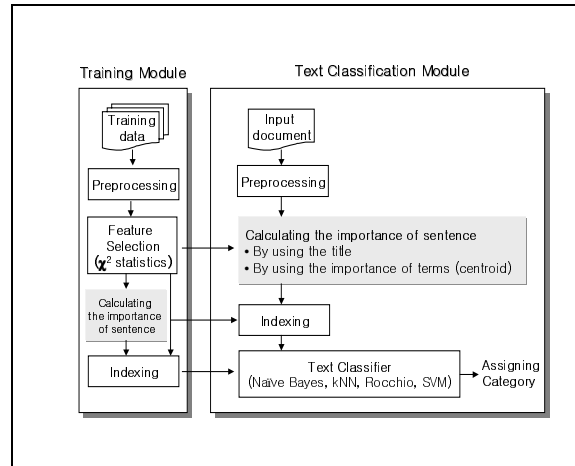 Training Module
Training
data
Preprocessing
Feature
Selection
(χ² statistics)
Calculating
the importance
of sentence
Indexing
Text Classification Module
Input
document
Preprocessing
Calculating the importance of sentence
• By using the title
• By using the importance of terms (centroid)
Indexing
Text Classifier
(Naïve Bayes, kNN, Rocchio, SVM)
Assigning
Category